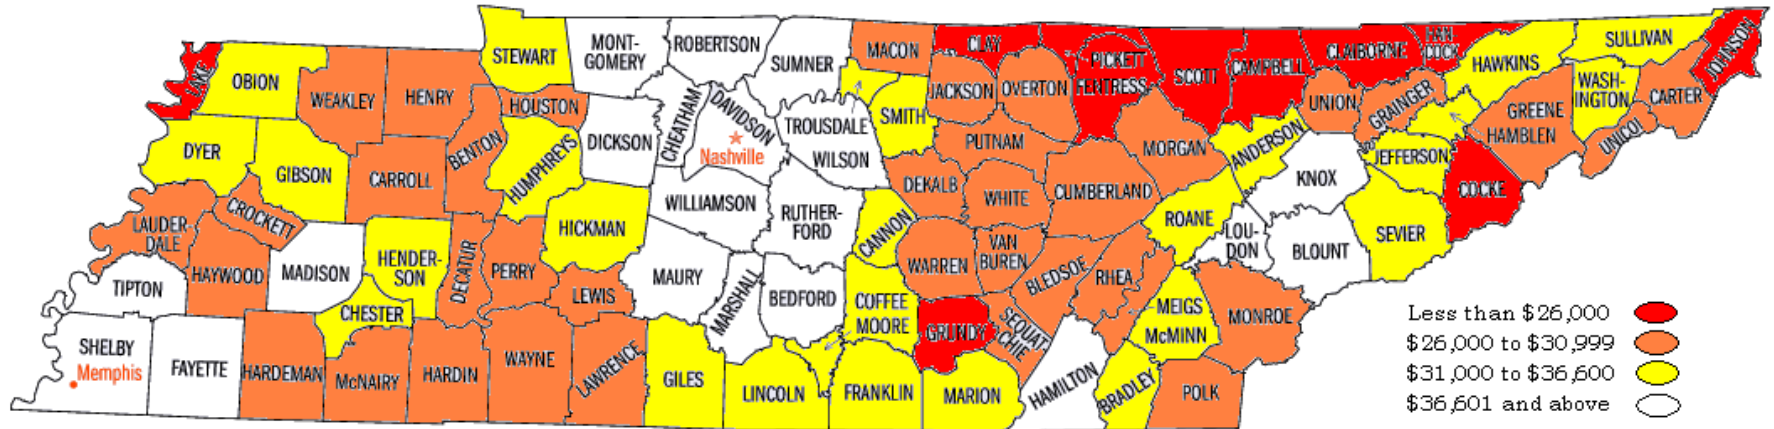 STEWART
MONT-
GOMERY
ROBERTSON
SUMNER
MACON
CLAY
PICKETT
SCOTT
CAMPBELL
CLAIBORNE
HAN
COCK
HAWKINS
SULLIVAN
JOHNSON
LAKE
OBION
WEAKLEY
HENRY
HOUSTON
CHEATHAM
DAVIDSON
Nashville
TROUSDALE
SMITH
JACKSON
OVERTON
FENTRESS
UNION
GRAINGER
GREENE
HAMBLEN
WASH-
INGTON
CARTER
UNICOI
DYER
GIBSON
CARROLL
BENTON
HUMPHREYS
DICKSON
WILSON
PUTNAM
MORGAN
ANDERSON
KNOX
JEFFERSON
COCKE
LAUDER-
DALE
CROCKETT
HENDER-
SON
DECATUR
PERRY
HICKMAN
WILLIAMSON
RUTHER-
FORD
CANNON
DEKALB
WHITE
CUMBERLAND
ROANE
LOU-
DON
BLOUNT
SEVIER
TIPTON
HAYWOOD
MADISON
CHESTER
LEWIS
MAURY
MARSHALL
BEDFORD
COFFEE
MOORE
WARREN
VAN
BUREN
BLEDSOE
RHEA
MEIGS
McMINN
MONROE
SHELBY
Memphis
FAYETTE
HARDEMAN
McNAIRY
HARDIN
WAYNE
LAWRENCE
GILES
LINCOLN
FRANKLIN
GRUNDY
SEQUAT
CHIE
MARION
HAMILTON
BRADLEY
POLK
Less than $26,000
$26,000 to $30,999
$31,000 to $36,600
$36,601 and above